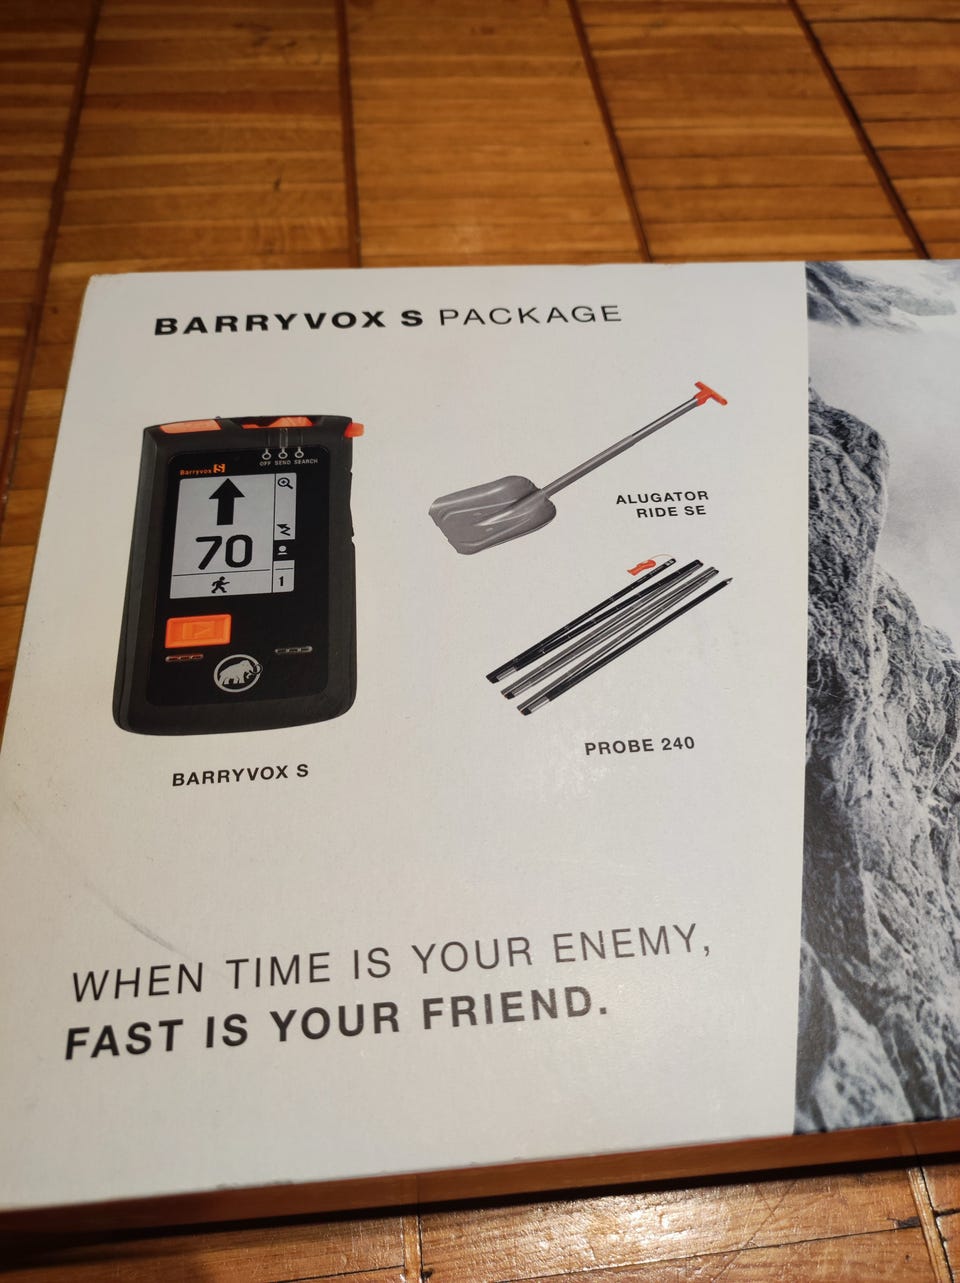 BARRYVOX S PACKAGE
Barryvox S
OFF SEND SEARCH
70
1
BARRYVOX S
ALUGATOR
RIDE SE
PROBE 240
WHEN TIME IS YOUR ENEMY,
FAST IS YOUR FRIEND.